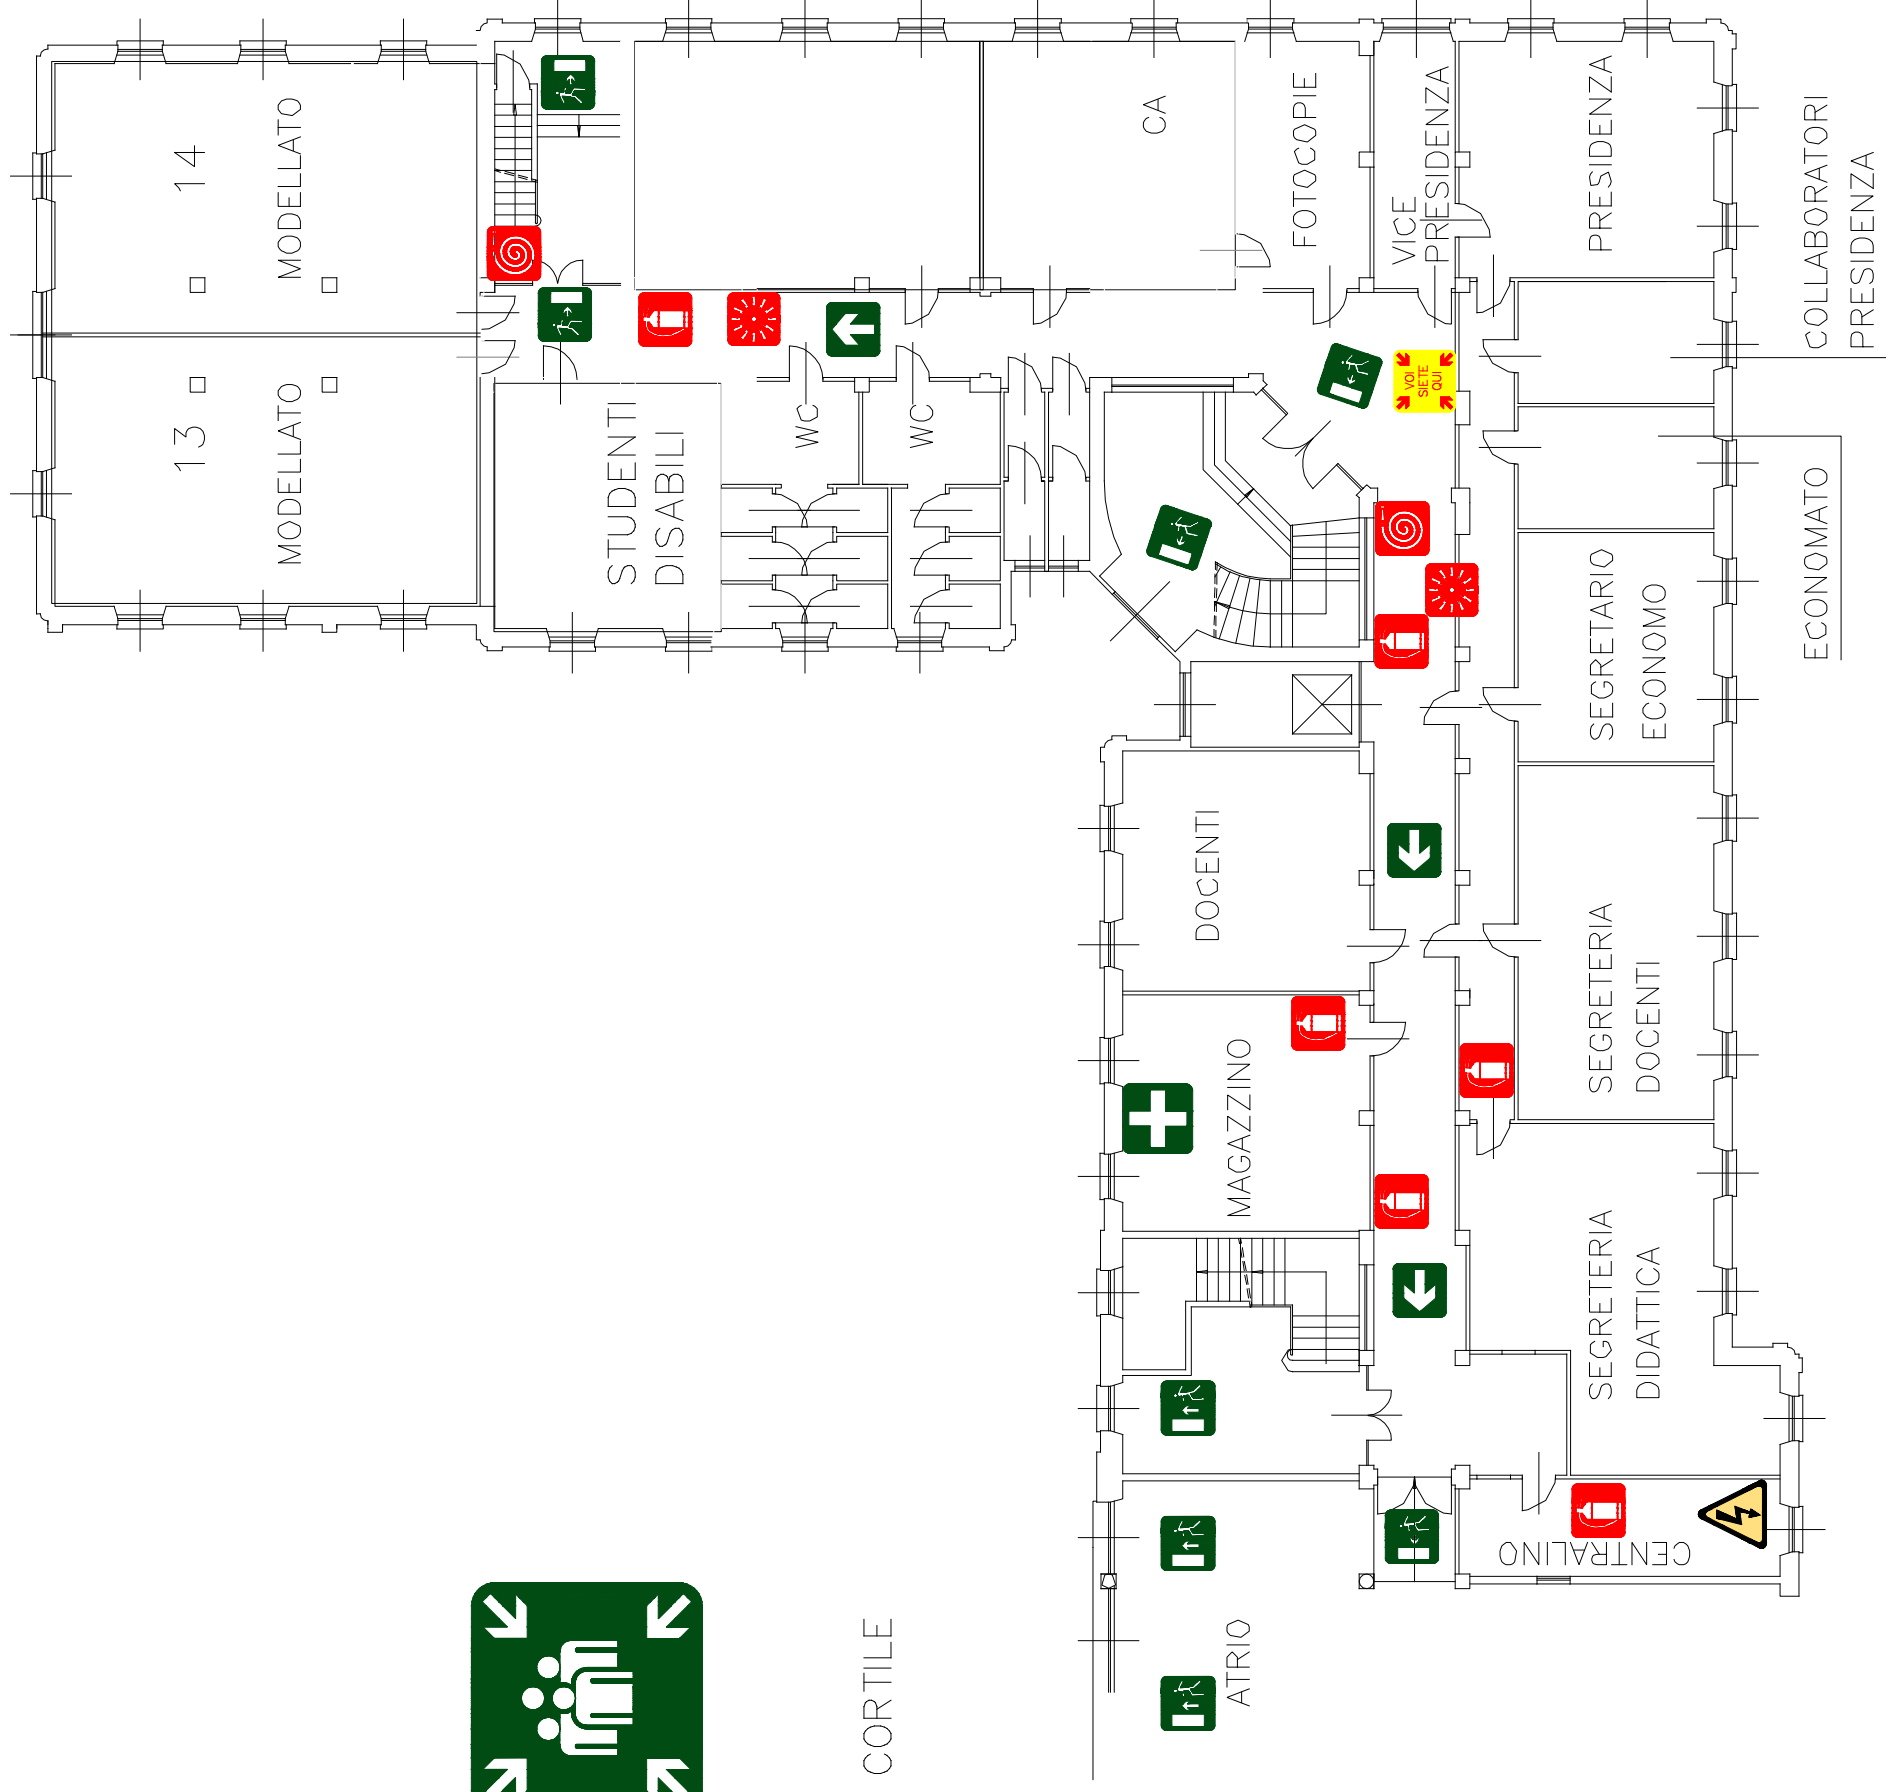 14
MODELLATO
13
MODELLATO
STUDENTI
DISABILI
WC
WC
CA
FOTOCOPIE
VICE
PRESIDENZA
PRESIDENZA
COLLABORATORI
PRESIDENZA
VOI
SIETE
QUI
ECONOMATO
SEGRETARIO
ECONOMO
DOCENTI
SEGRETERIA
DOCENTI
MAGAZZINO
SEGRETERIA
DIDATTICA
CENTRALINO
ATRIO
CORTILE